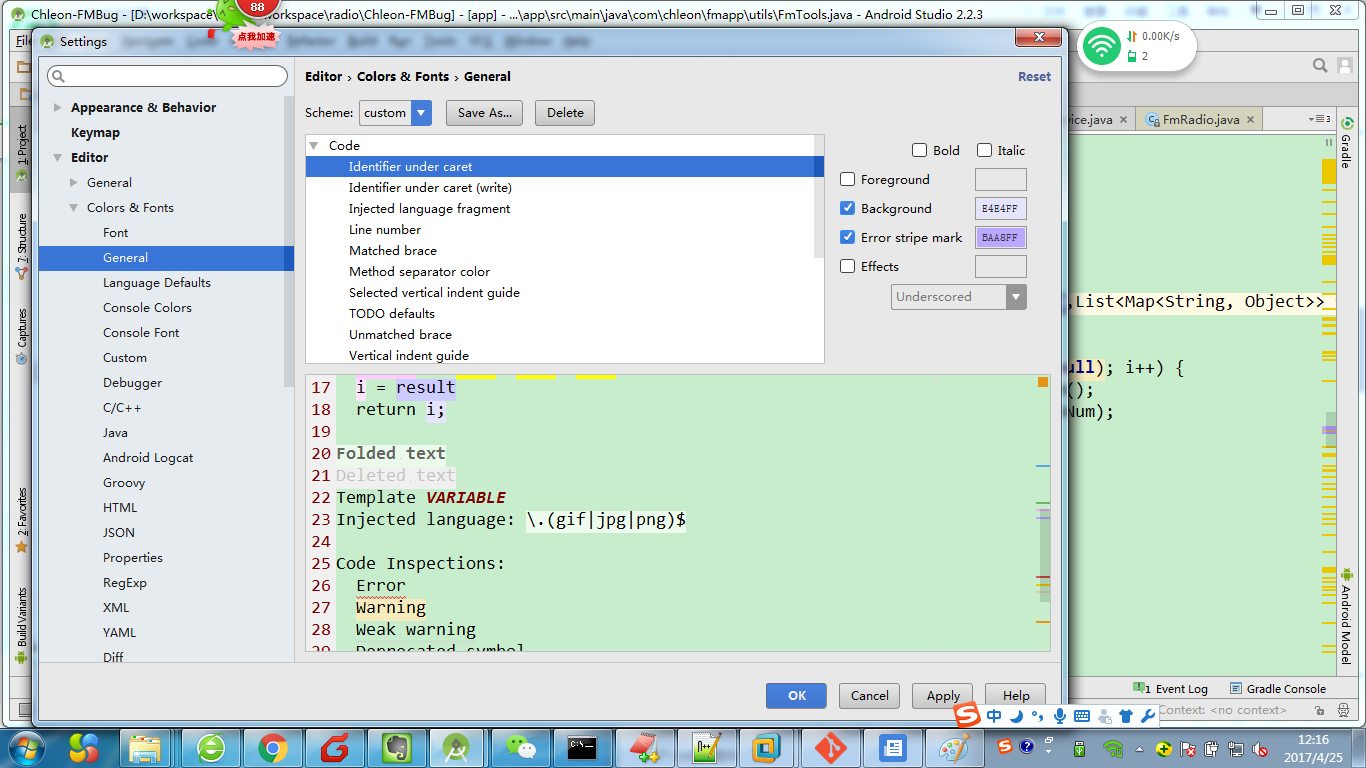 Chleon-FMBug - [D:\workspace\
workspace\radio\Chleon-FMBug] - [app] - ...\app\src\main\java\com\chleon\fmapp\utils\FmTools.java - Android Studio 2.2.3
88
点我加速
0.00K/s
2
File
Settings
Editor › Colors & Fonts › General
Reset
Scheme:
custom
Save As...
Delete
Appearance & Behavior
Keymap
Editor
General
Colors & Fonts
Font
General
Language Defaults
Console Colors
Console Font
Custom
Debugger
C/C++
Java
Android Logcat
Groovy
HTML
JSON
Properties
RegExp
XML
YAML
Diff
Code
Identifier under caret
Identifier under caret (write)
Injected language fragment
Line number
Matched brace
Method separator color
Selected vertical indent guide
TODO defaults
Unmatched brace
Vertical indent guide
Bold
Italic
Foreground
Background
E4E4FF
Error stripe mark
BAA8FF
Effects
Underscored
17 i = result
18 return i;
19
20 Folded text
21 Deleted text
22 Template VARIABLE
23 Injected language: \.(gif|jpg|png)$
24
25 Code Inspections:
26 Error
27 Warning
28 Weak warning
29 Deprecated symbol
OK
Cancel
Apply
Help
1: Project
7: Structure
Captures
2: Favorites
Build Variants
vice.java
FmRadio.java
3
,List<Map<String, Object>>
ull); i++) {
();
Num);
Gradle
Android Model
1 Event Log
Gradle Console
Context: <no context>
中
12:16
2017/4/25